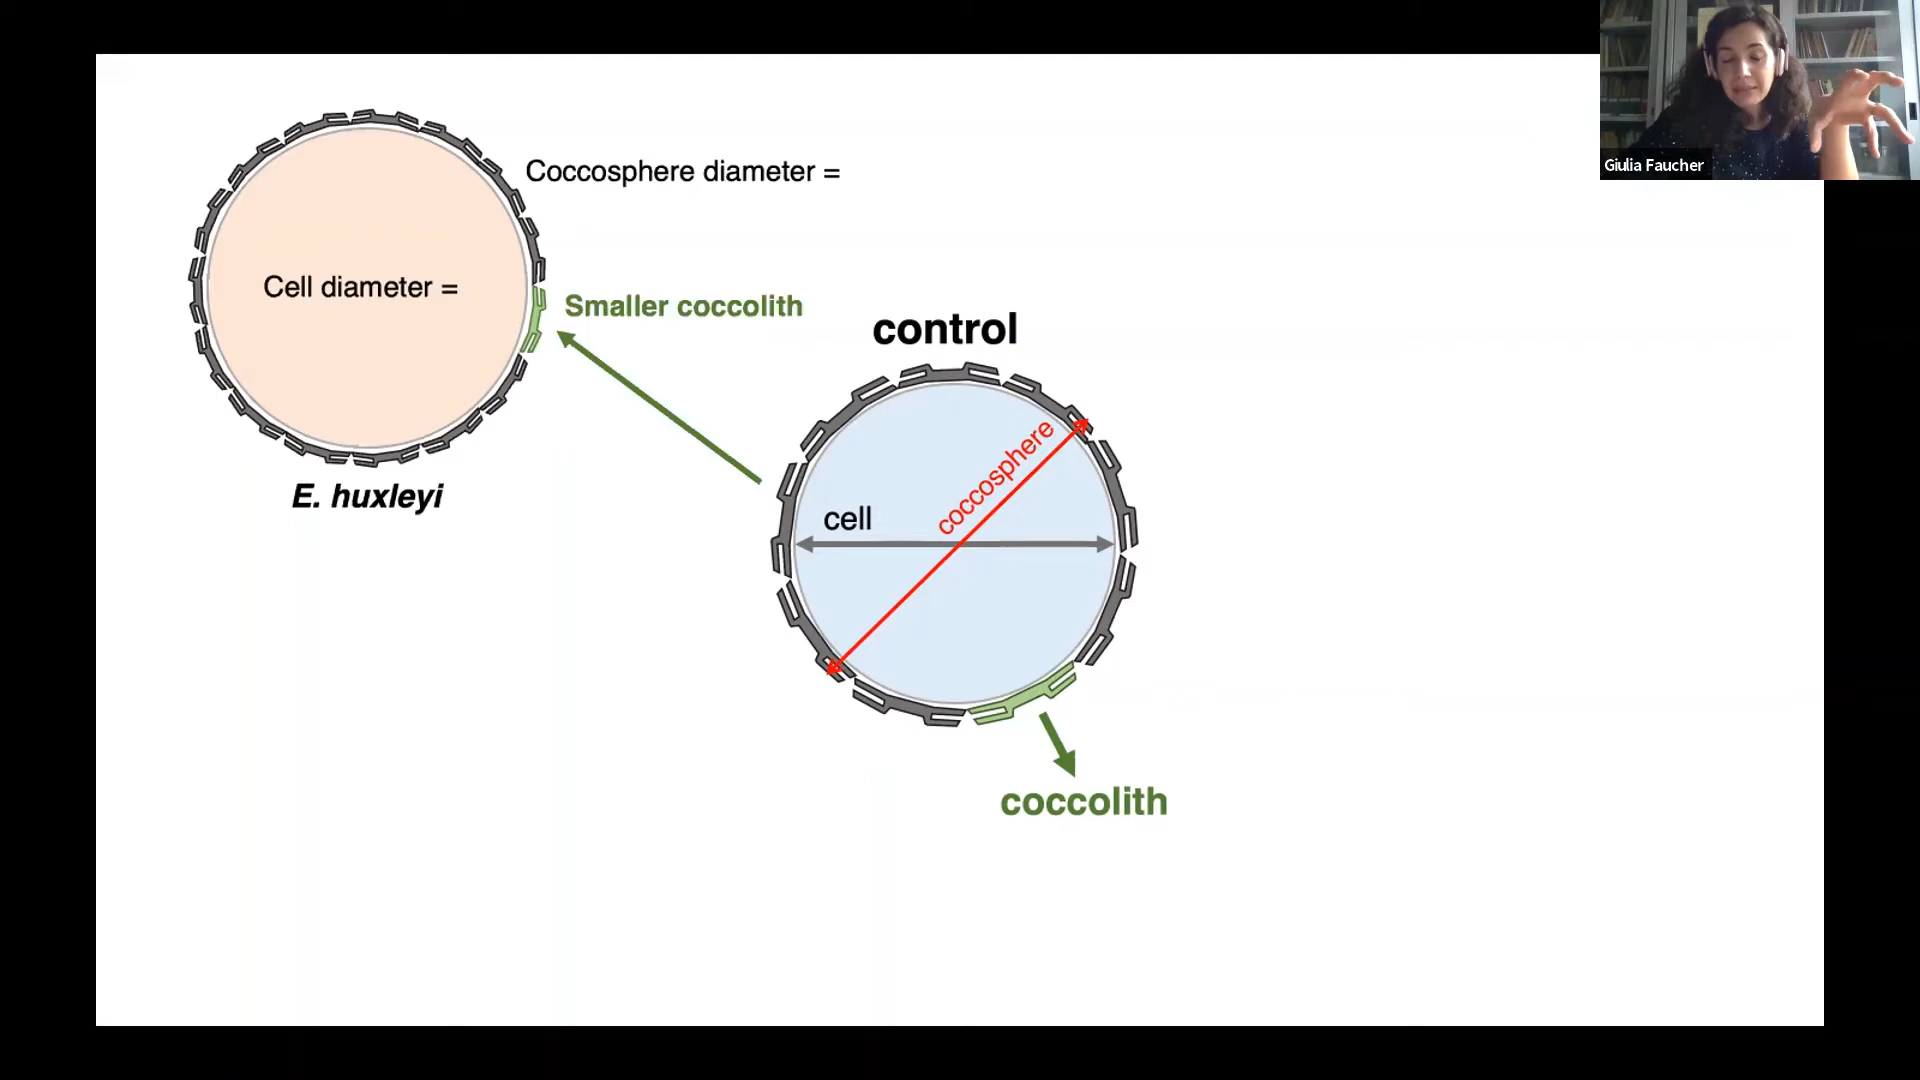 Giulia Faucher
Coccosphere diameter =
Cell diameter =
Smaller coccolith
control
coccosphere
cell
E. huxleyi
coccolith